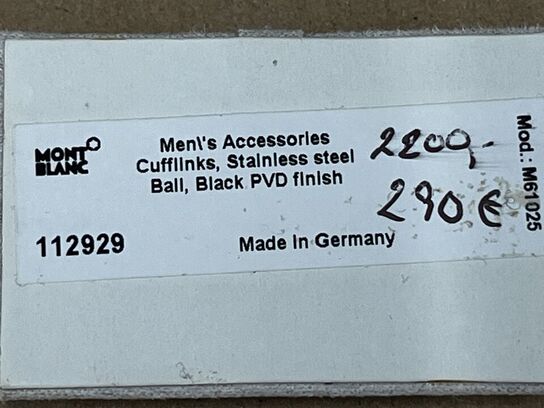 MONT
BLANC
Men\'s Accessories
Cufflinks, Stainless steel
Ball, Black PVD finish
2200,-
290 €
112929
Made In Germany
Mod.: M61025